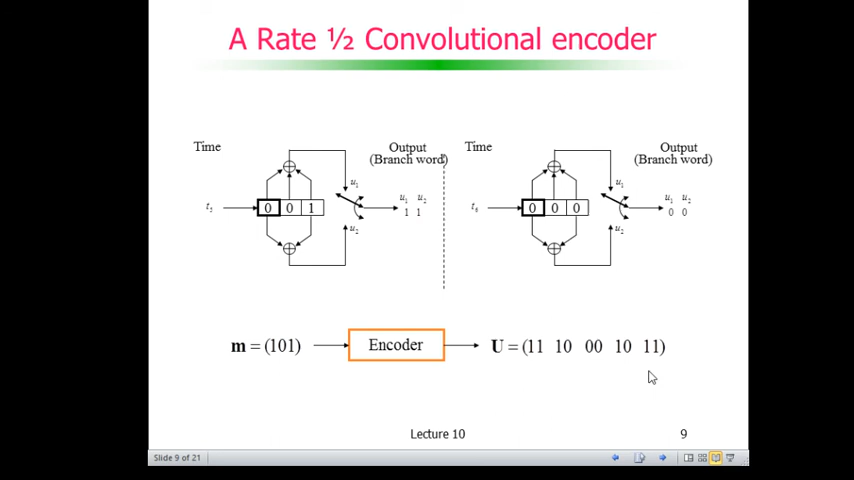 A Rate ½ Convolutional encoder
Time
Output
(Branch word)
u₁
u₁ u₂
t₅
0 0 1
1 1
u₂
Time
Output
(Branch word)
u₁
u₁ u₂
t₆
0 0 0
0 0
u₂
m = (101)
Encoder
U = (11 10 00 10 11)
Lecture 10
9
Slide 9 of 21